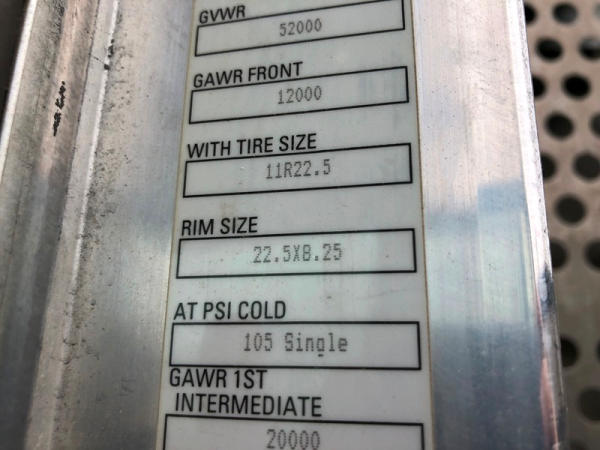 GVWR
52000
GAWR FRONT
12000
WITH TIRE SIZE
11R22.5
RIM SIZE
22.5X8.25
AT PSI COLD
105 Single
GAWR 1ST
INTERMEDIATE
20000